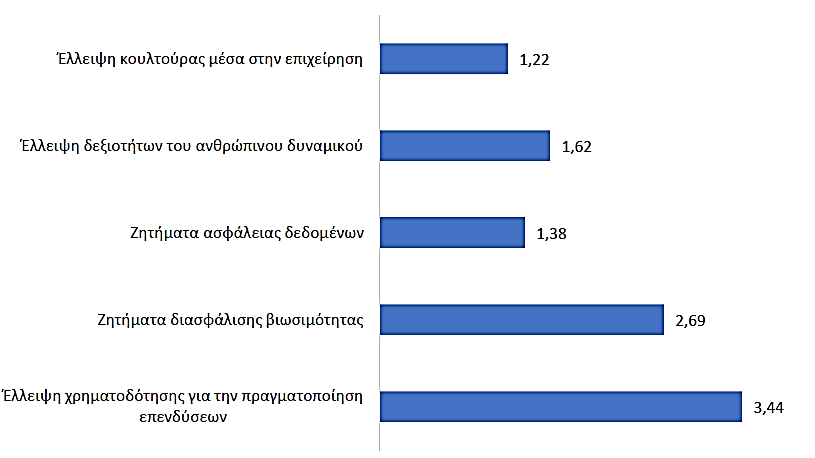 Έλλειψη κουλτούρας μέσα στην επιχείρηση
1,22
Έλλειψη δεξιοτήτων του ανθρώπινου δυναμικού
1,62
Ζητήματα ασφάλειας δεδομένων
1,38
Ζητήματα διασφάλισης βιωσιμότητας
2,69
Έλλειψη χρηματοδότησης για την πραγματοποίηση
επενδύσεων
3,44